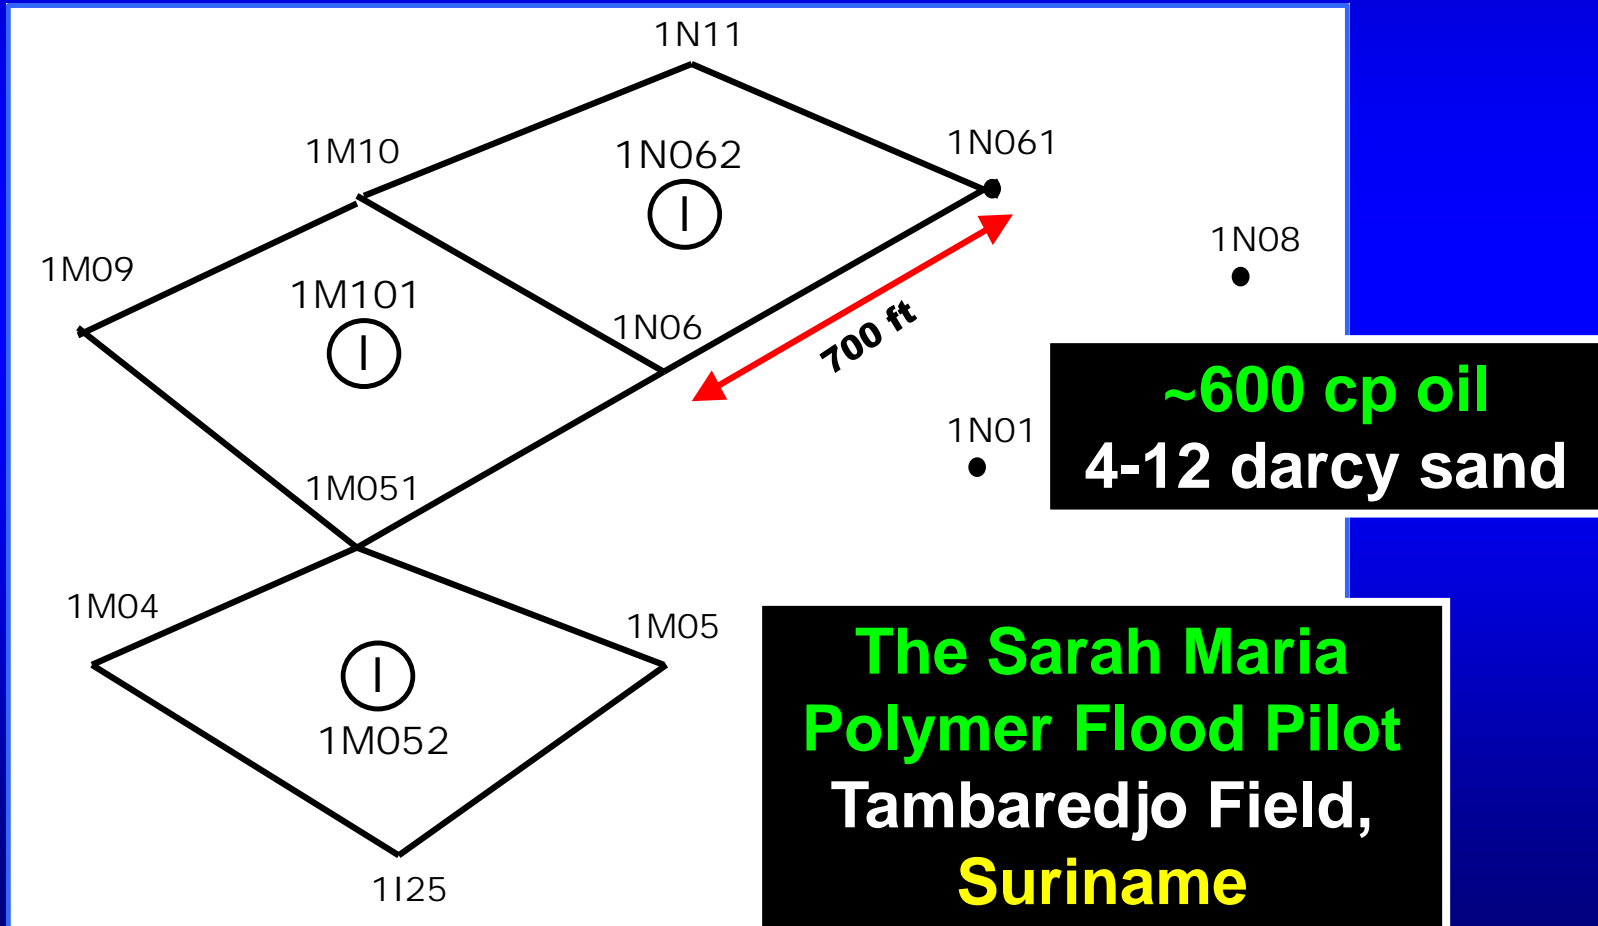 1N11
1M10
1N062
1N061
I
1N08
1M09
1M101
1N06
700 ft
I
~600 cp oil
4-12 darcy sand
1N01
1M051
1M04
1M05
I
1M052
The Sarah Maria
Polymer Flood Pilot
Tambaredjo Field,
Suriname
1I25